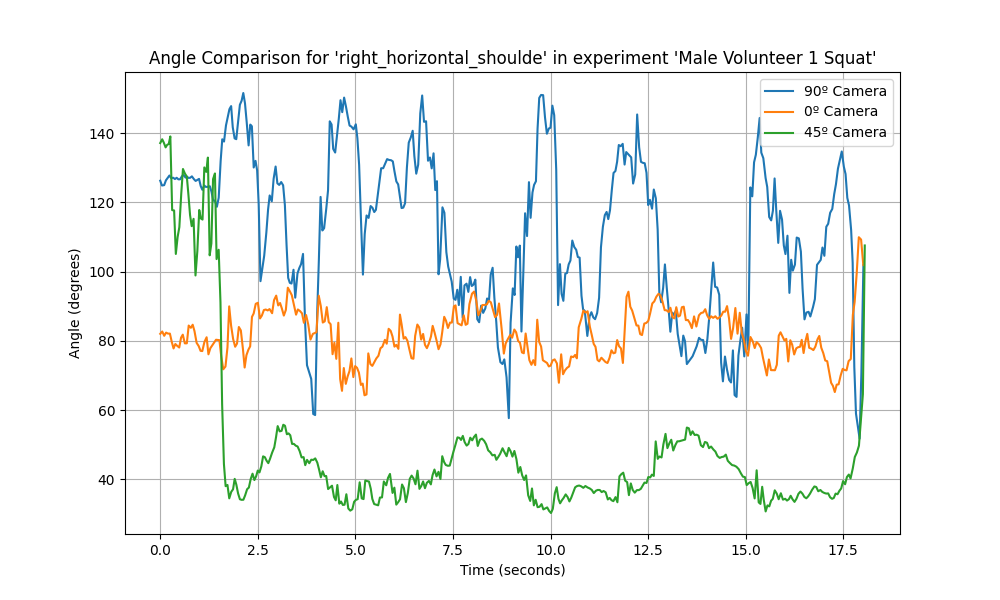 Angle Comparison for 'right_horizontal_shoulde' in experiment 'Male Volunteer 1 Squat'
90º Camera
0º Camera
45º Camera
Angle (degrees)
140
120
100
80
60
40
0.0 2.5 5.0 7.5 10.0 12.5 15.0 17.5
Time (seconds)